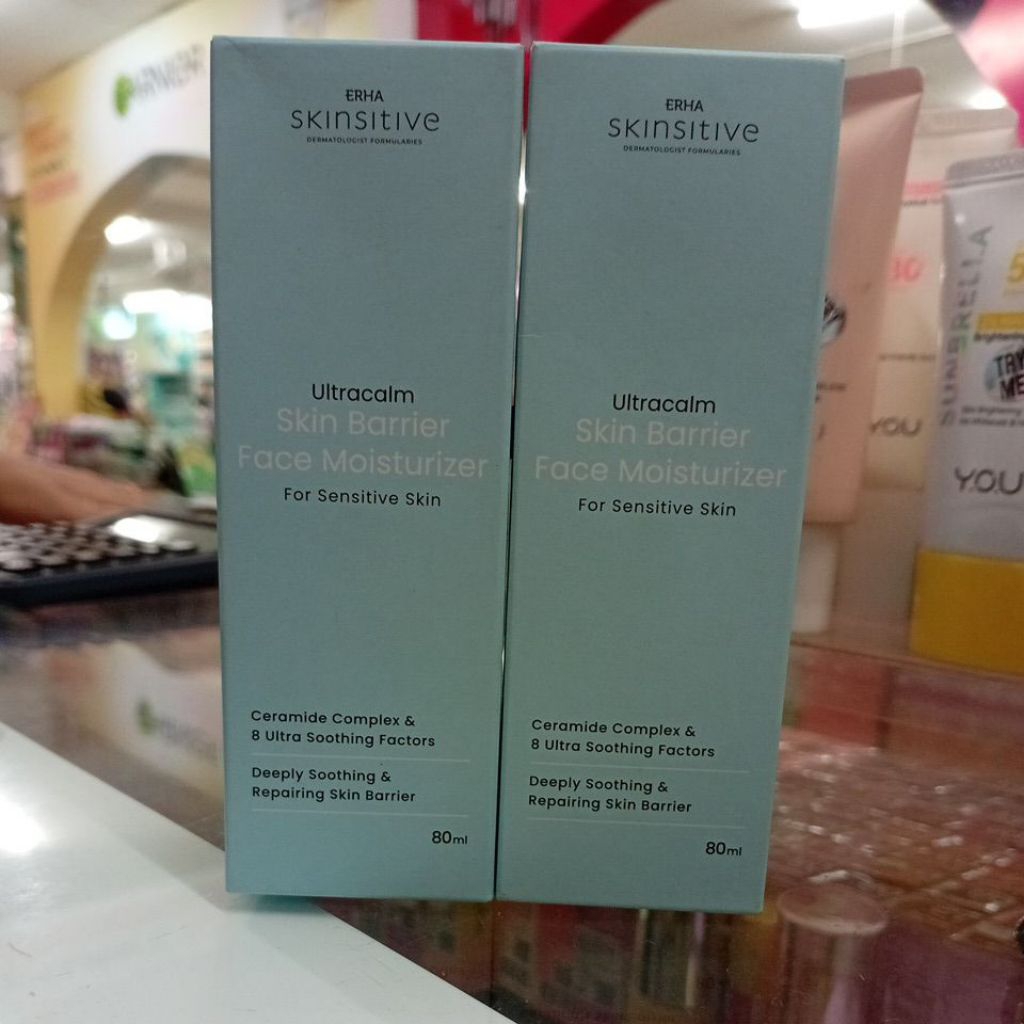 ERHA
SKINSITIVE
DERMATOLOGIST FORMULARIES
Ultracalm
Skin Barrier
Face Moisturizer
For Sensitive Skin
Ceramide Complex &
8 Ultra Soothing Factors
Deeply Soothing &
Repairing Skin Barrier
80ml
ERHA
SKINSITIVE
DERMATOLOGIST FORMULARIES
Ultracalm
Skin Barrier
Face Moisturizer
For Sensitive Skin
Ceramide Complex &
8 Ultra Soothing Factors
Deeply Soothing &
Repairing Skin Barrier
80ml
YOU
SUNBRELLA
TRY
ME
Y.O.U